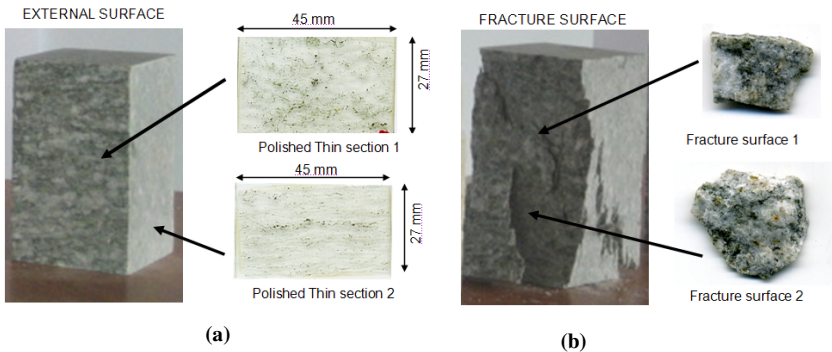 EXTERNAL SURFACE
45 mm
27 mm
Polished Thin section 1
45 mm
27 mm
Polished Thin section 2
(a)
FRACTURE SURFACE
Fracture surface 1
Fracture surface 2
(b)